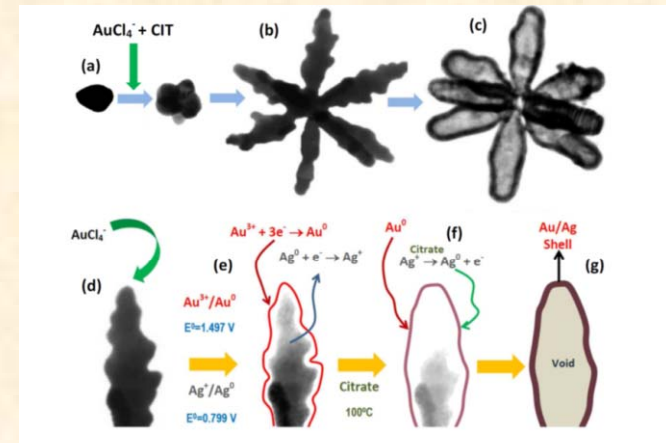 AuCl₄⁻ + CIT
(a)
(b)
(c)
AuCl₄⁻
(d)
Au³⁺/Au⁰
E⁰=1.497 V
Ag⁺/Ag⁰
E⁰=0.799 V
Au³⁺ + 3e⁻ → Au⁰
Ag⁰ + e⁻ → Ag⁺
(e)
Citrate
100ºC
Au⁰
(f)
Citrate
Ag⁺ → Ag⁰ + e⁻
Au/Ag
Shell
(g)
Void